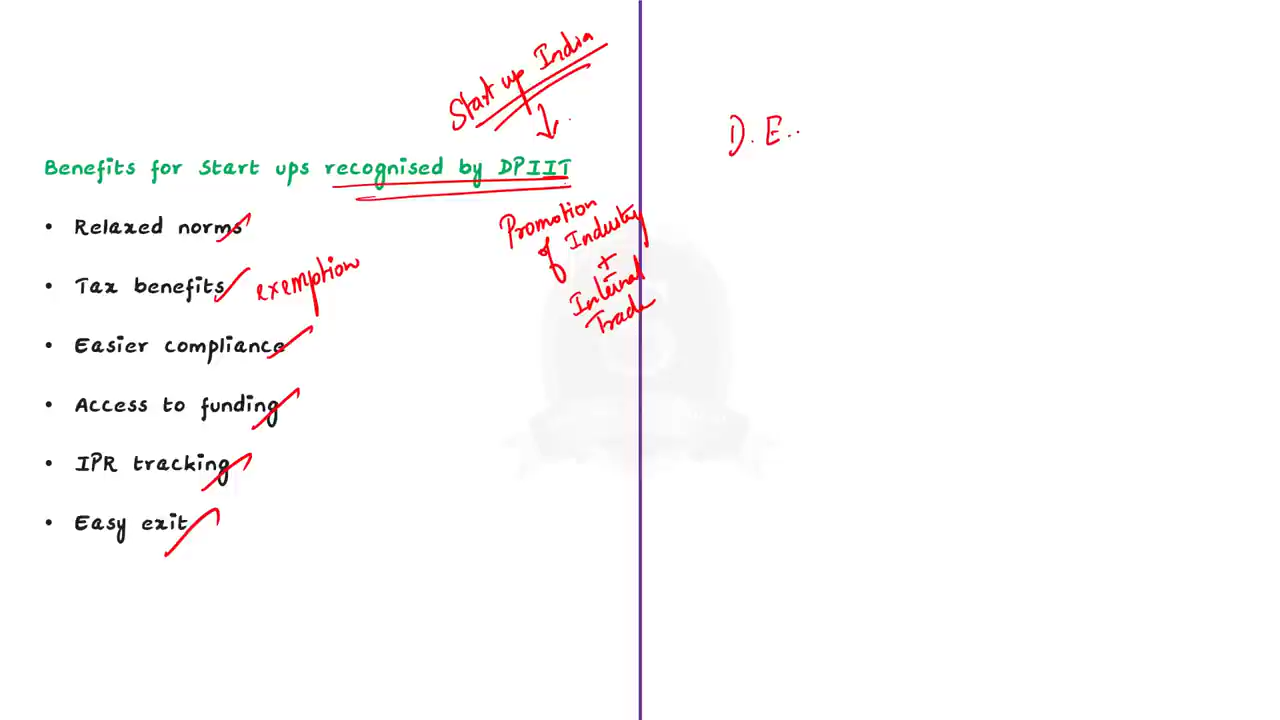 Start up India
Benefits for Start ups recognised by DPIIT
Promotion
of Industry
+
Internal
Trade
• Relaxed norms
• Tax benefits exemption
• Easier compliance
• Access to funding
• IPR tracking
• Easy exit
D. E..